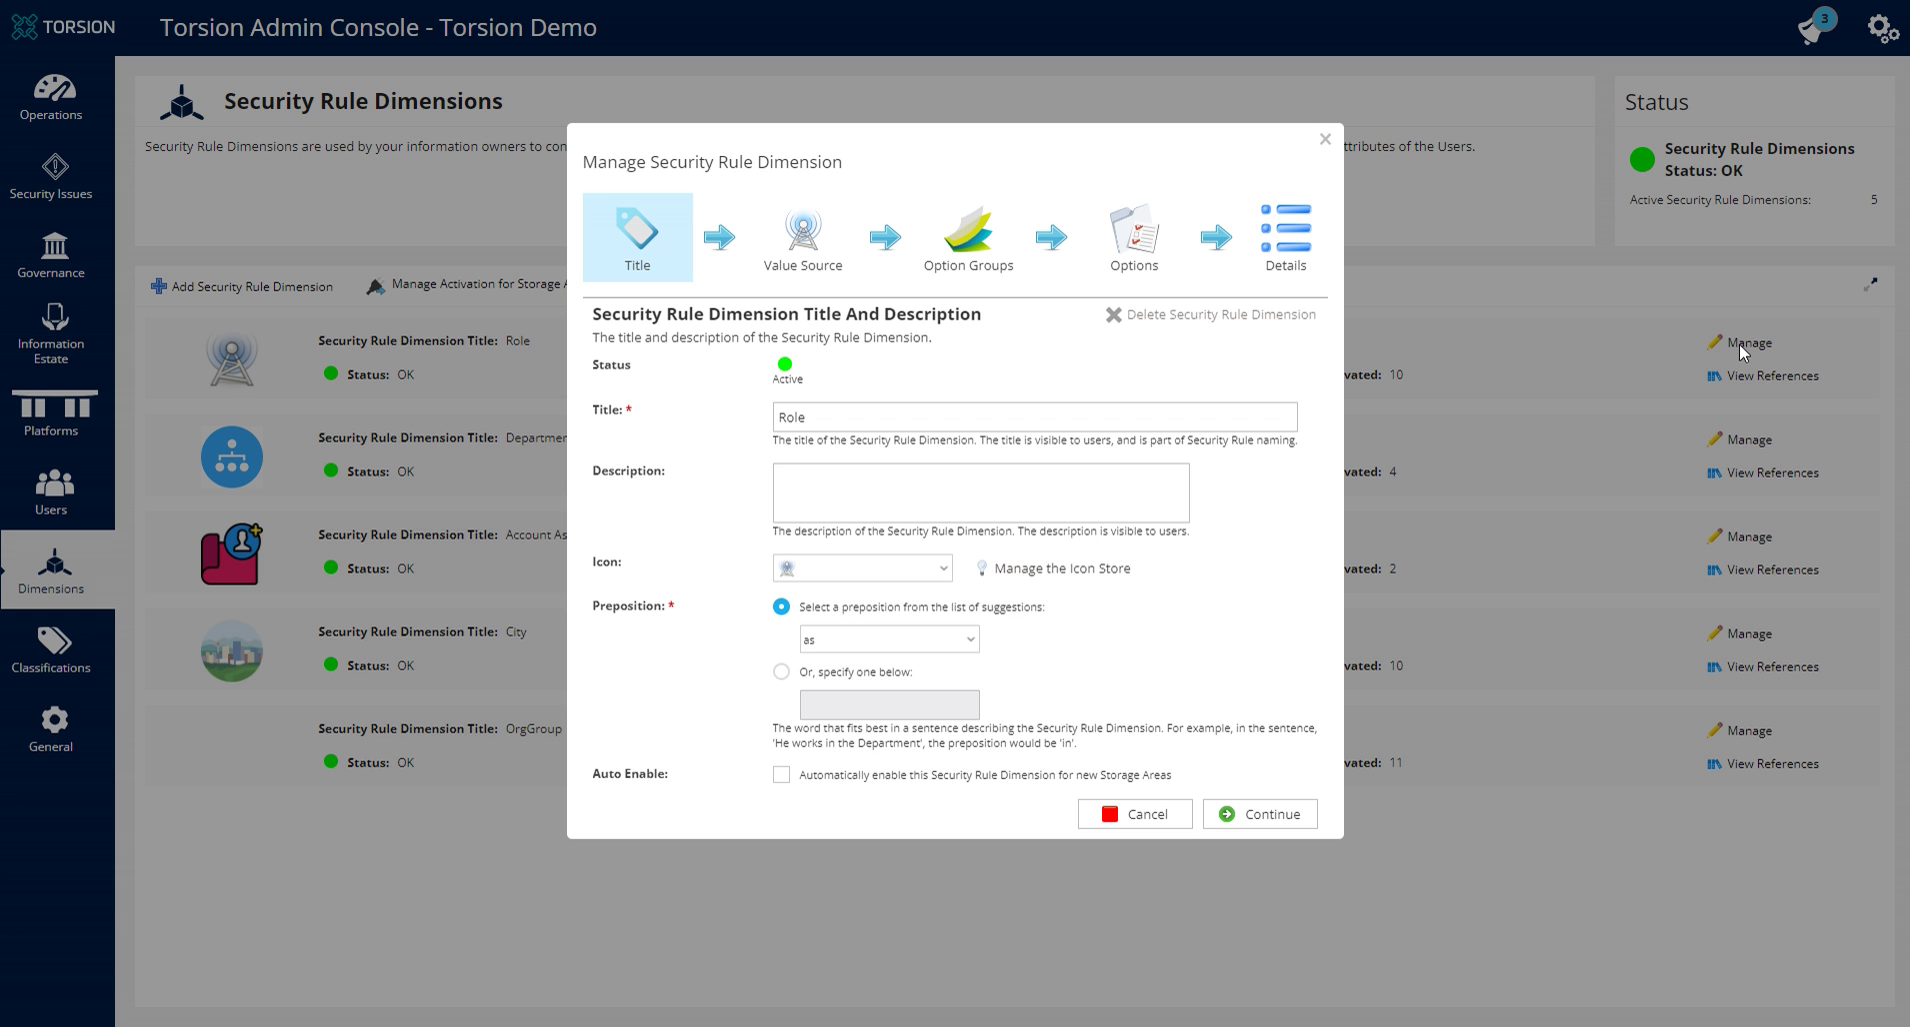 TORSION
Torsion Admin Console - Torsion Demo
3
Operations
Security Issues
Governance
Information
Estate
Platforms
Users
Dimensions
Classifications
General
Security Rule Dimensions
Security Rule Dimensions are used by your information owners to con
ttributes of the Users.
Status
Security Rule Dimensions
Status: OK
Active Security Rule Dimensions: 5
Add Security Rule Dimension
Manage Activation for Storage A
Security Rule Dimension Title: Role
Status: OK
vated: 10
Manage
View References
Security Rule Dimension Title: Departmen
Status: OK
vated: 4
Manage
View References
Security Rule Dimension Title: Account As
Status: OK
vated: 2
Manage
View References
Security Rule Dimension Title: City
Status: OK
vated: 10
Manage
View References
Security Rule Dimension Title: OrgGroup
Status: OK
vated: 11
Manage
View References
Manage Security Rule Dimension
Title
Value Source
Option Groups
Options
Details
Security Rule Dimension Title And Description
Delete Security Rule Dimension
The title and description of the Security Rule Dimension.
Status
Active
Title: *
Role
The title of the Security Rule Dimension. The title is visible to users, and is part of Security Rule naming.
Description:
The description of the Security Rule Dimension. The description is visible to users.
Icon:
Manage the Icon Store
Preposition: *
Select a preposition from the list of suggestions:
as
Or, specify one below:
The word that fits best in a sentence describing the Security Rule Dimension. For example, in the sentence,
'He works in the Department', the preposition would be 'in'.
Auto Enable:
Automatically enable this Security Rule Dimension for new Storage Areas
Cancel
Continue